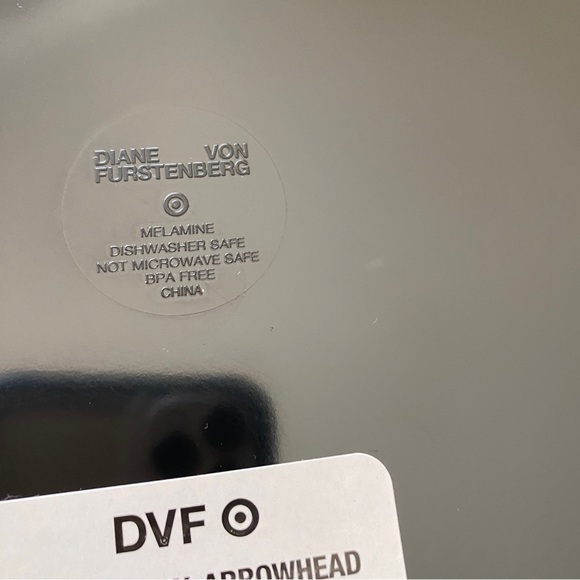 DIANE VON
FURSTENBERG
MELAMINE
DISHWASHER SAFE
NOT MICROWAVE SAFE
BPA FREE
CHINA
DVF
ARROWHEAD